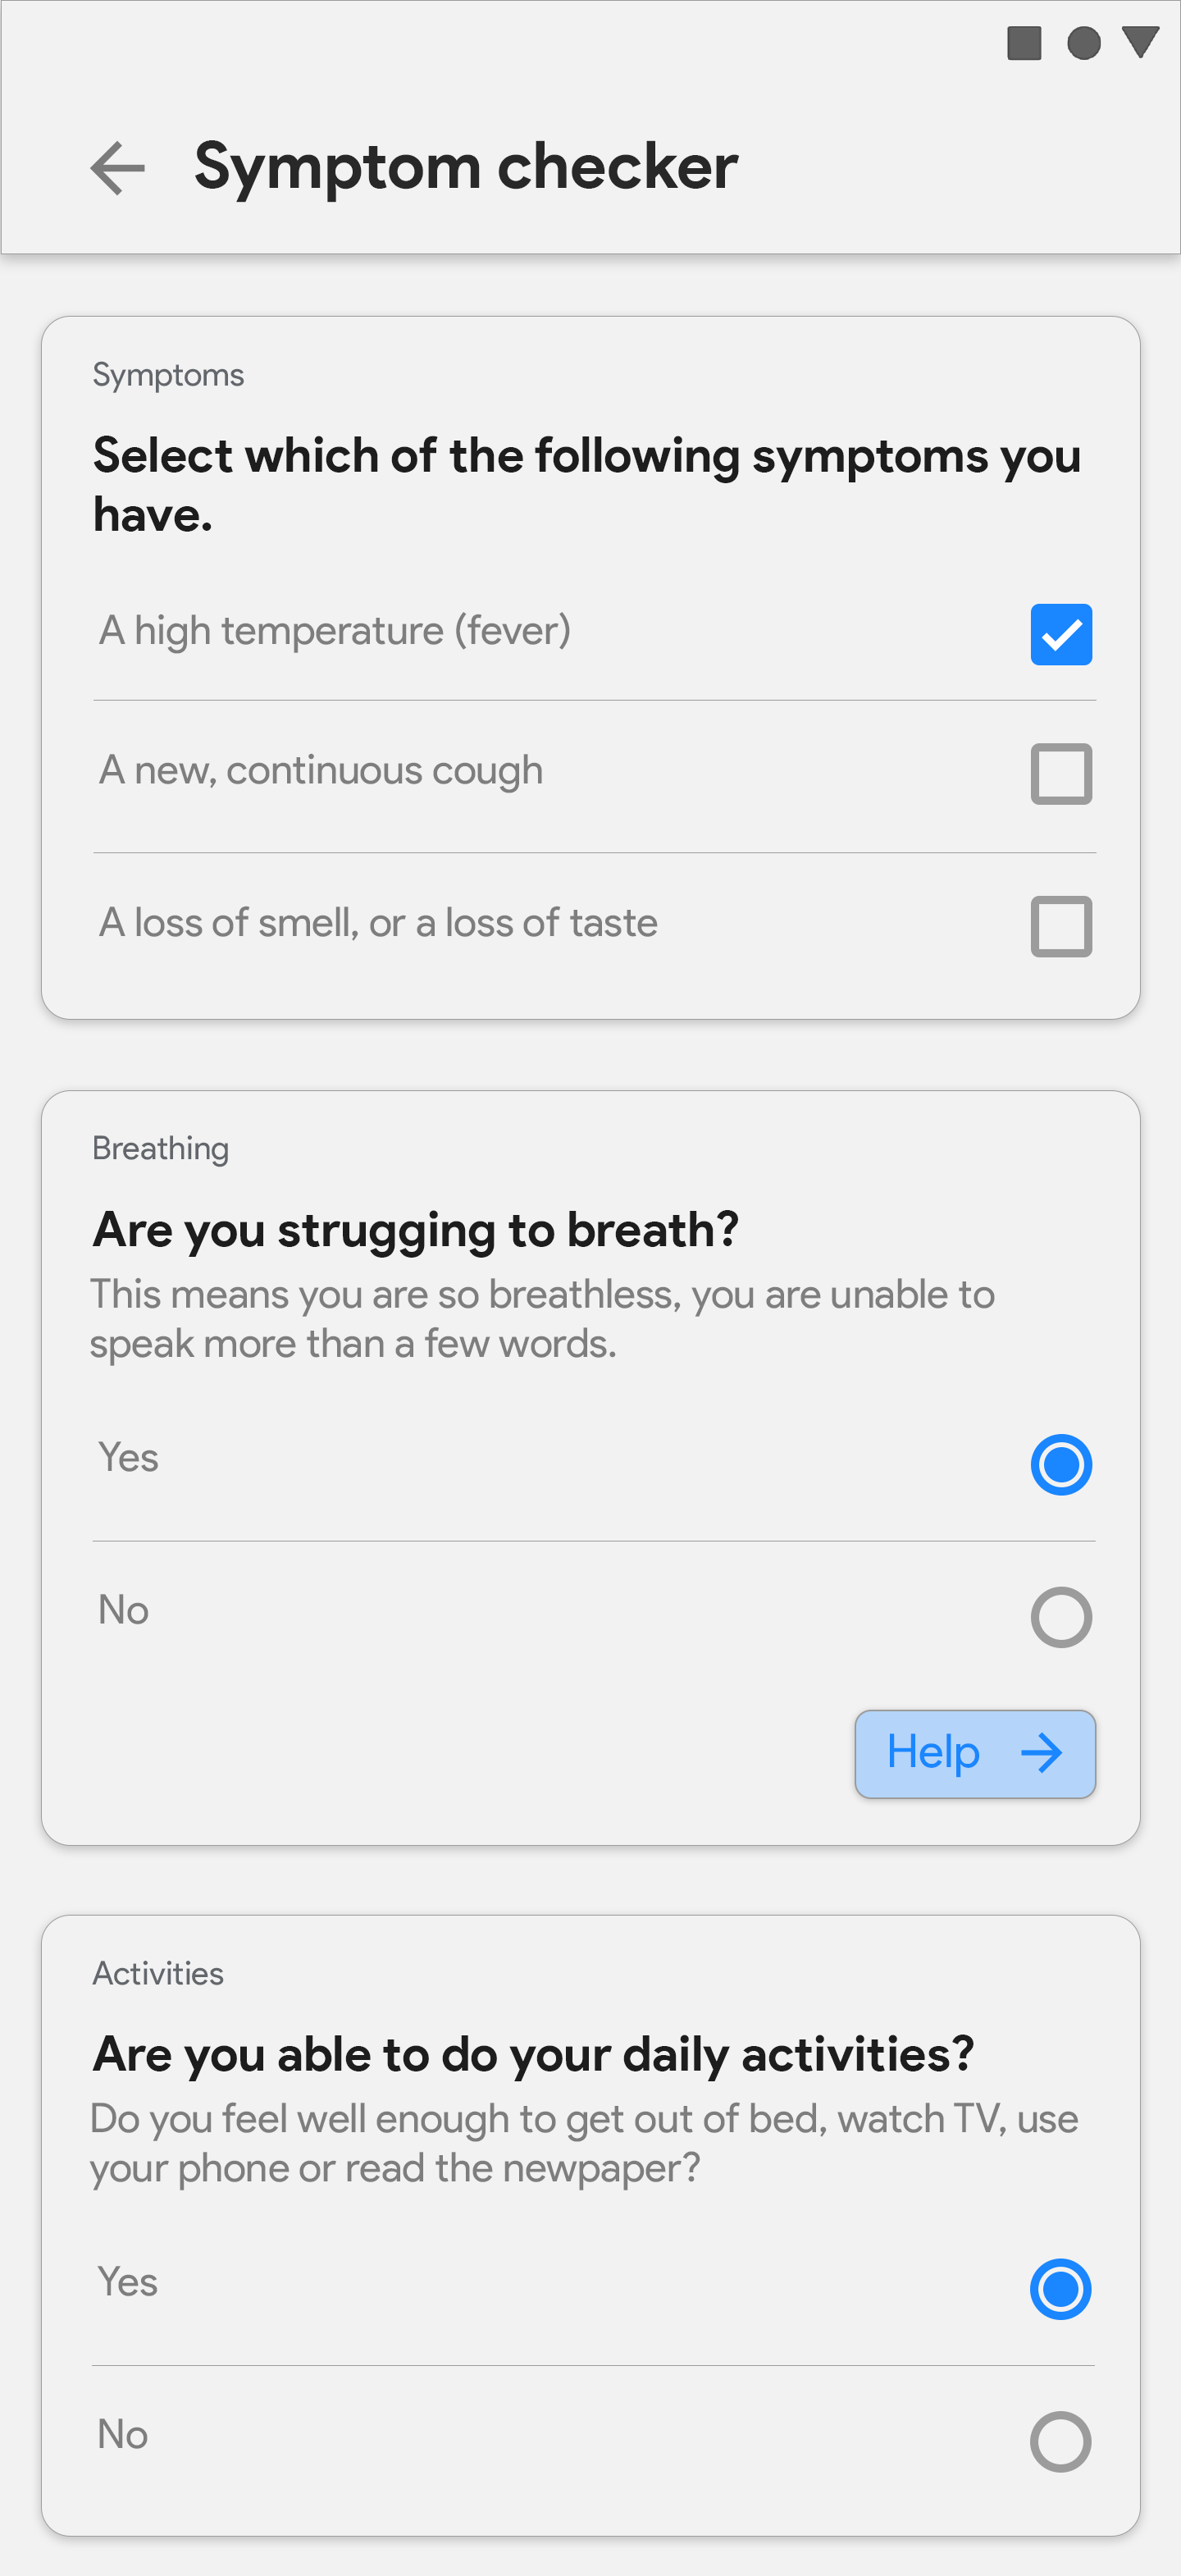 Symptom checker
Symptoms
Select which of the following symptoms you
have.
A high temperature (fever)
A new, continuous cough
A loss of smell, or a loss of taste
Breathing
Are you strugging to breath?
This means you are so breathless, you are unable to
speak more than a few words.
Yes
No
Help
Activities
Are you able to do your daily activities?
Do you feel well enough to get out of bed, watch TV, use
your phone or read the newpaper?
Yes
No